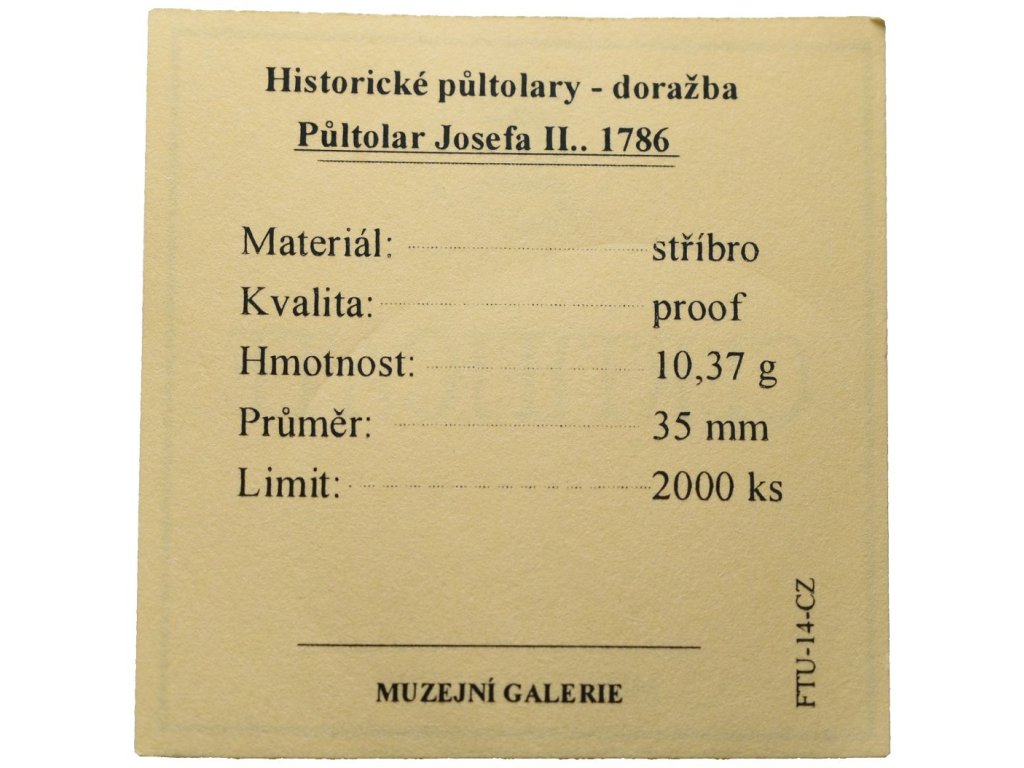 Historické půltolary - doražba
Půltolar Josefa II.. 1786
Materiál: stříbro
Kvalita: proof
Hmotnost: 10,37 g
Průměr: 35 mm
Limit: 2000 ks
MUZEJNÍ GALERIE
FTU-14-CZ